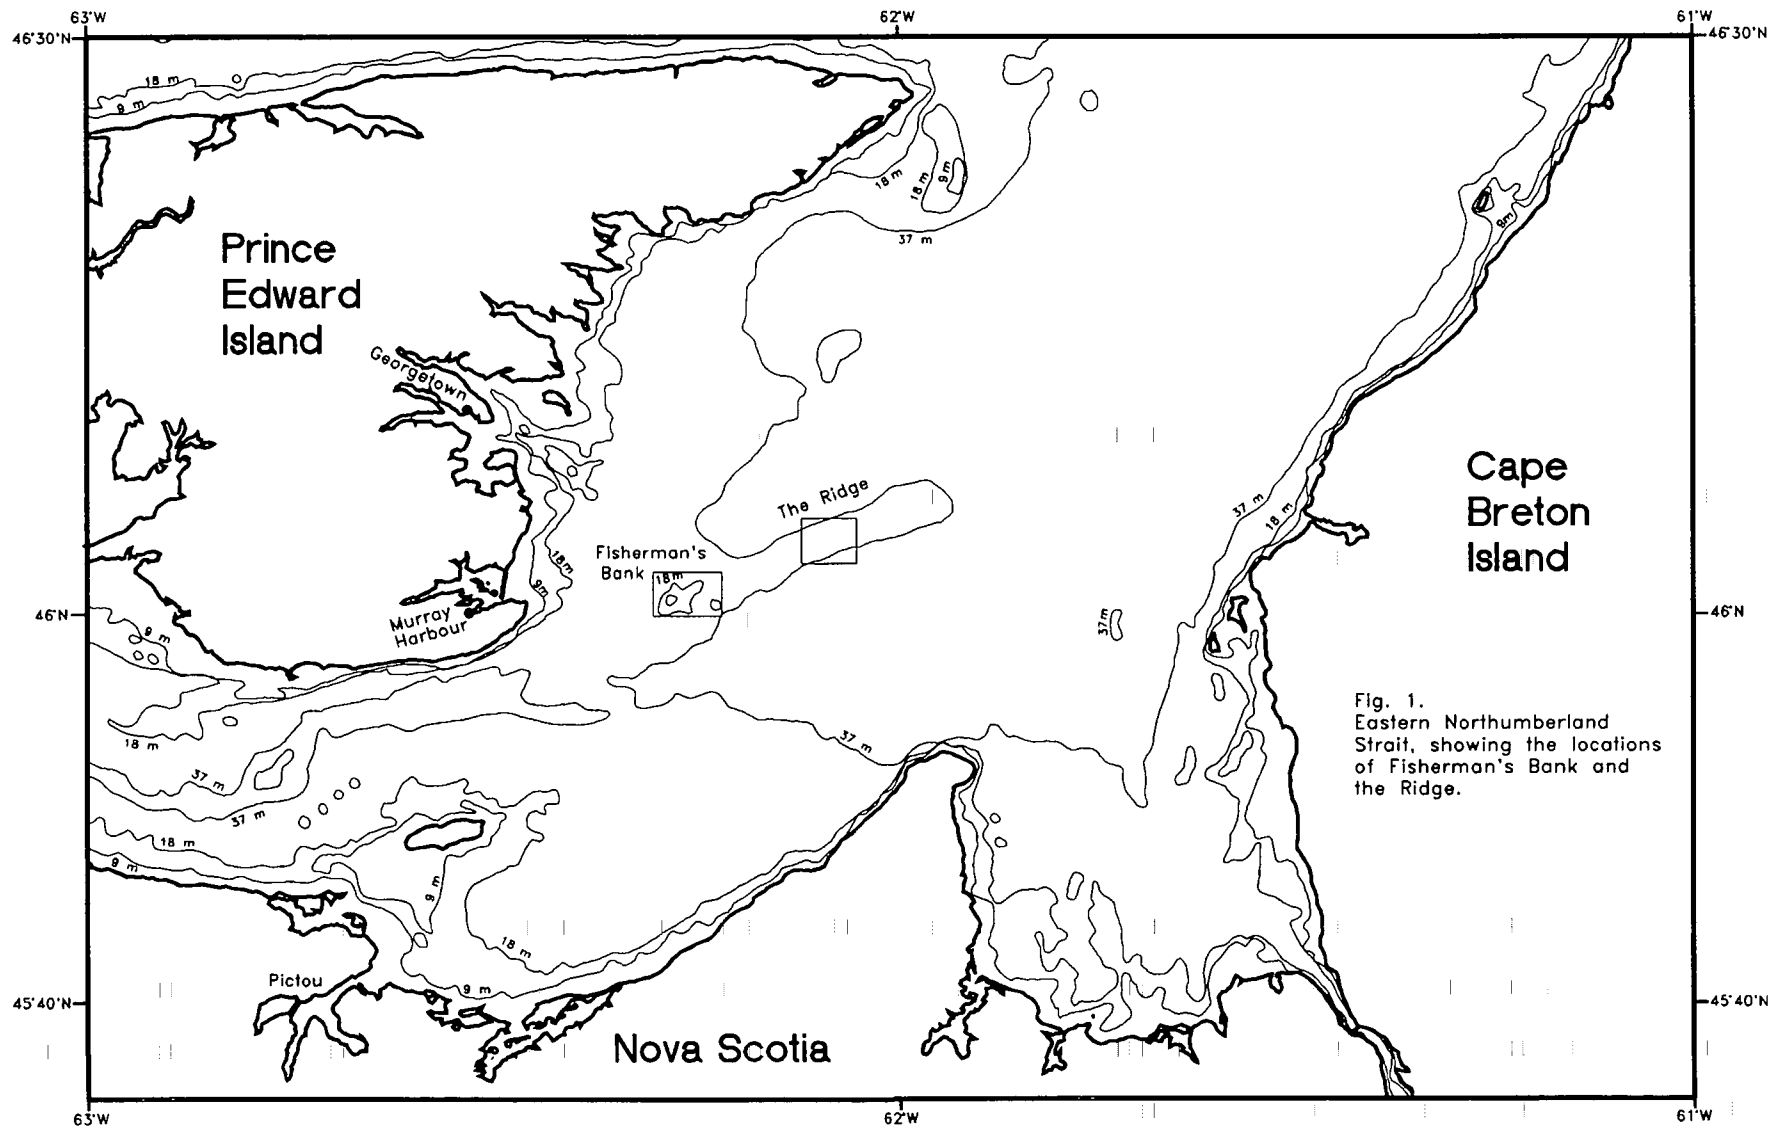 63°W
62°W
61°W
46°30'N
46°30'N
18 m
9 m
18 m
18 m
9 m
37 m
8m
Prince
Edward
Island
Georgetown
Cape
Breton
Island
The Ridge
37 m
18 m
Fisherman's
Bank
18m
18m
9m
Murray
Harbour
46°N
46°N
37m
9 m
18 m
37 m
37 m
37 m
18 m
9 m
9 m
18 m
9 m
Fig. 1.
Eastern Northumberland
Strait, showing the locations
of Fisherman's Bank and
the Ridge.
Pictou
45°40'N
45°40'N
Nova Scotia
63°W
62°W
61°W